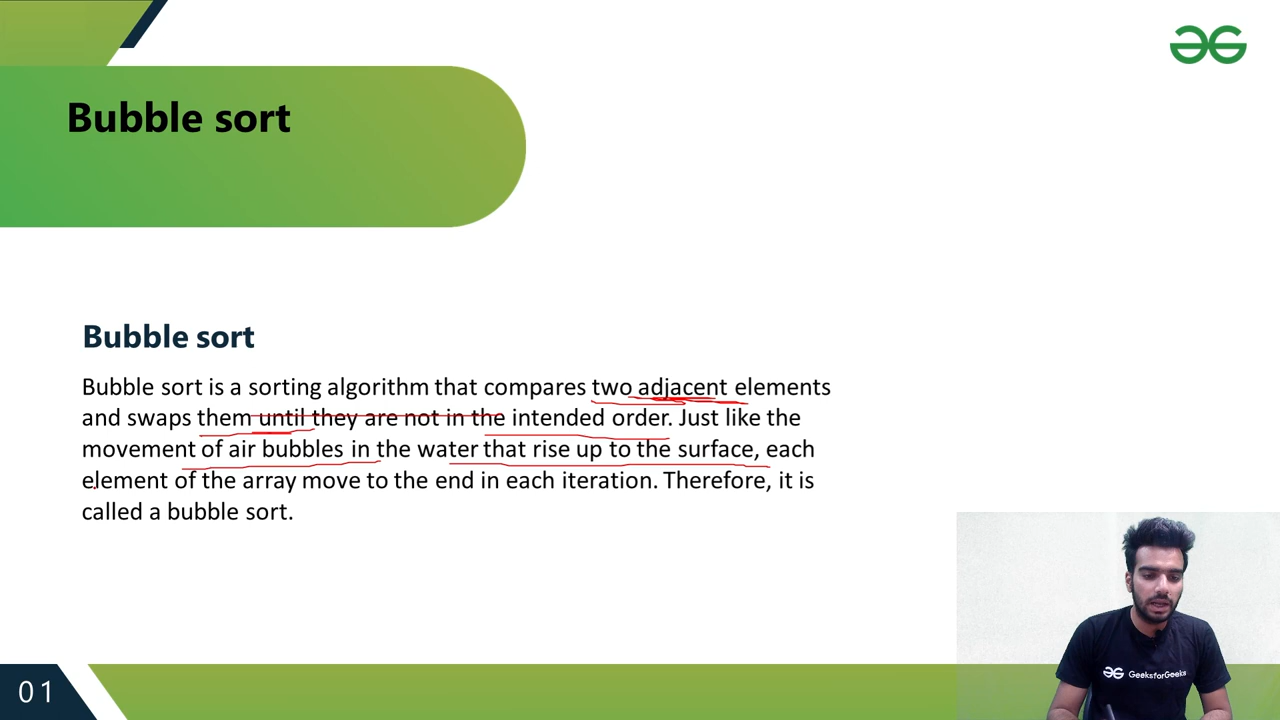 Bubble sort
Bubble sort
Bubble sort is a sorting algorithm that compares two adjacent elements
and swaps them until they are not in the intended order. Just like the
movement of air bubbles in the water that rise up to the surface, each
element of the array move to the end in each iteration. Therefore, it is
called a bubble sort.
GeeksforGeeks
01